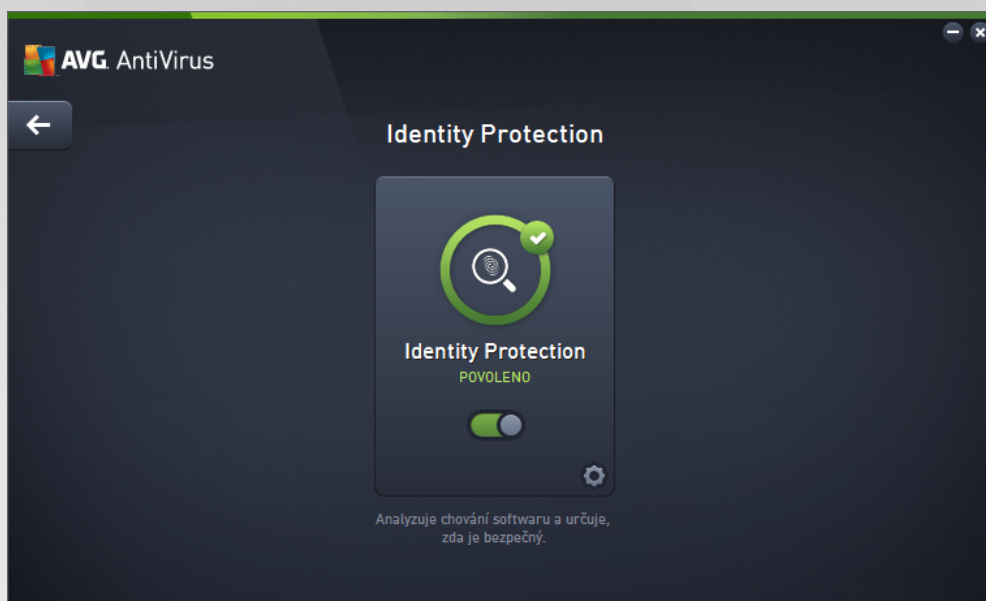 AVG. AntiVirus
Identity Protection
Identity Protection
POVOLENO
Analyzuje chování softwaru a určuje,
zda je bezpečný.